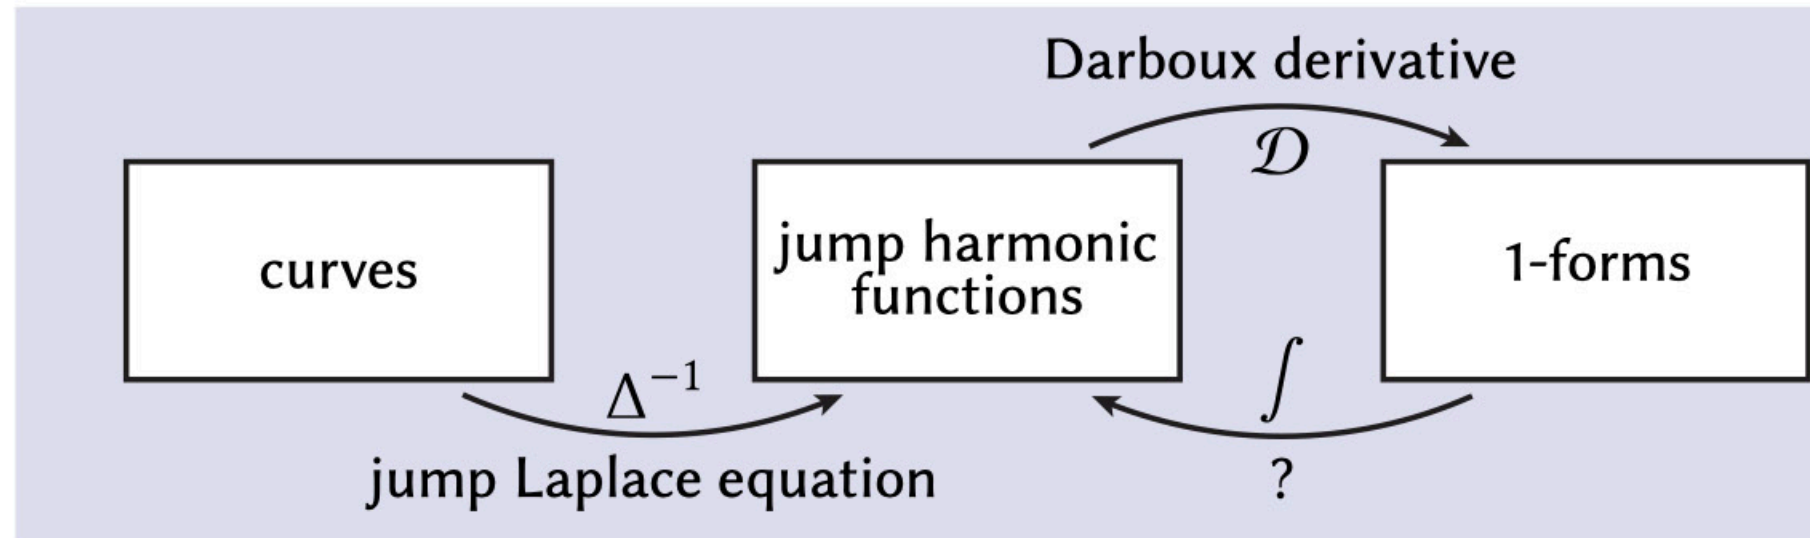 Darboux derivative
𝒟
curves
jump harmonic
functions
1-forms
Δ⁻¹
∫
jump Laplace equation
?